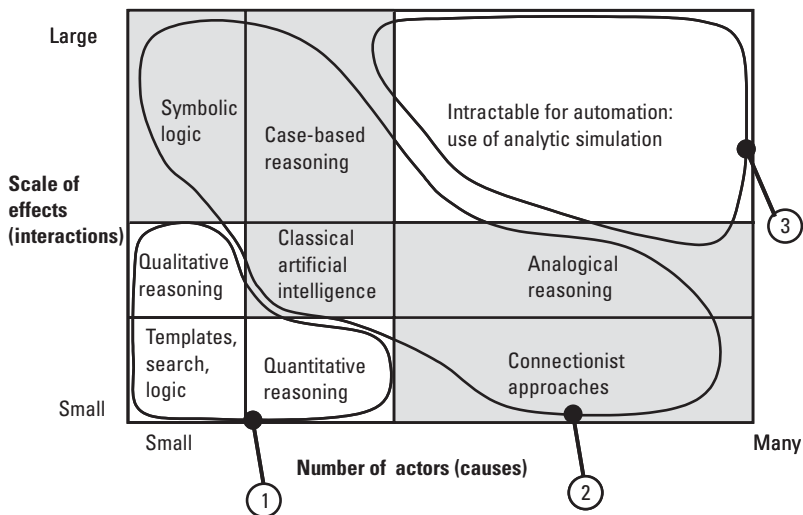 Large
Symbolic
logic
Case-based
reasoning
Intractable for automation:
use of analytic simulation
Scale of
effects
(interactions)
3
Qualitative
reasoning
Classical
artificial
intelligence
Analogical
reasoning
Templates,
search,
logic
Quantitative
reasoning
Connectionist
approaches
Small
Small
Many
Number of actors (causes)
1
2